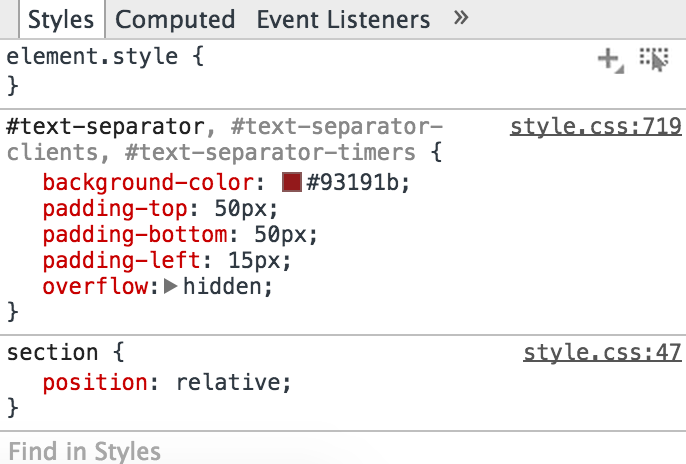 Styles Computed Event Listeners »
element.style {
}
#text-separator, #text-separator- style.css:719
clients, #text-separator-timers {
background-color: #93191b;
padding-top: 50px;
padding-bottom: 50px;
padding-left: 15px;
overflow: hidden;
}
section { style.css:47
position: relative;
}
Find in Styles